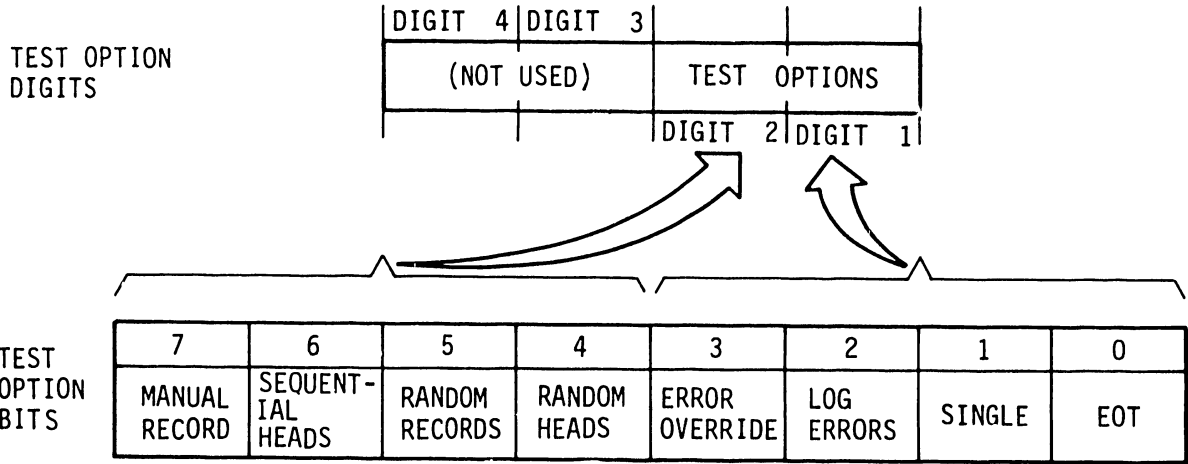 DIGIT 4 DIGIT 3
TEST OPTION
DIGITS
(NOT USED) TEST OPTIONS
DIGIT 2 DIGIT 1
TEST
OPTION
BITS
7 6 5 4 3 2 1 0
MANUAL
RECORD
SEQUENT-
IAL
HEADS
RANDOM
RECORDS
RANDOM
HEADS
ERROR
OVERRIDE
LOG
ERRORS
SINGLE
EOT